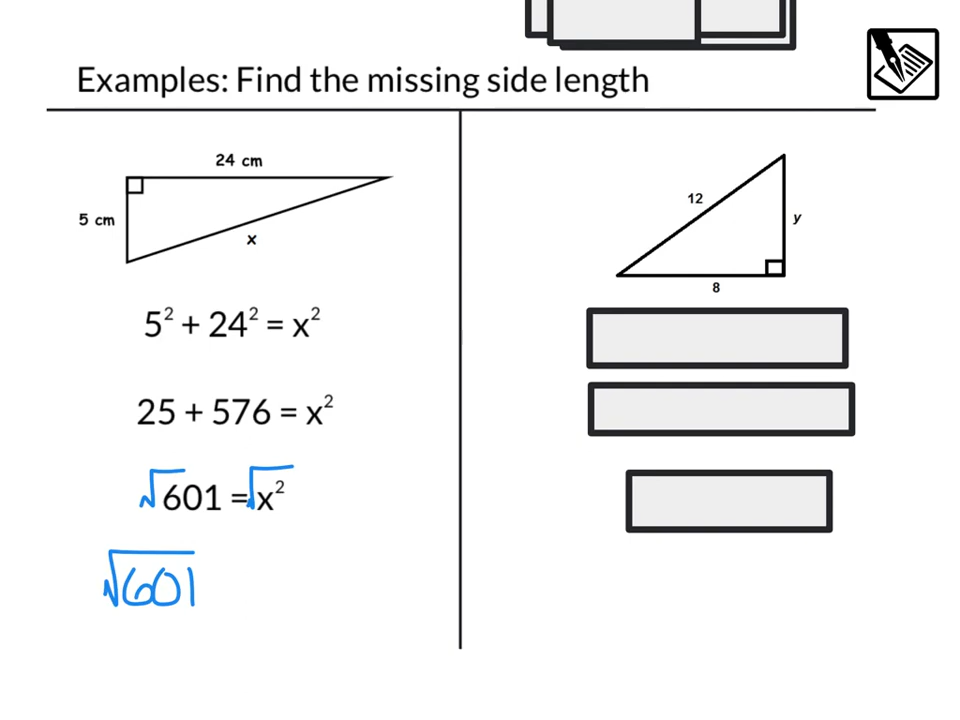 Examples: Find the missing side length
24 cm
5 cm
x
5² + 24² = x²
25 + 576 = x²
√601 = √x²
√601
12
y
8